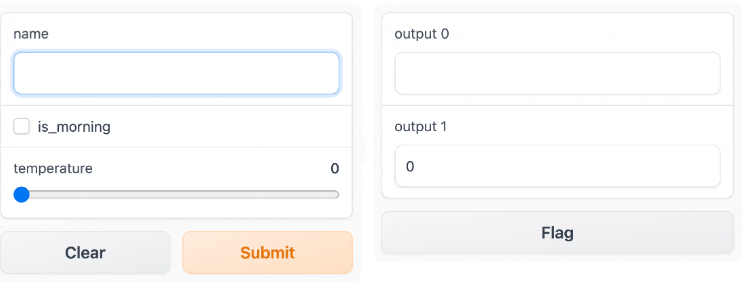 name
is_morning
temperature 0
Clear Submit
output 0
output 1
0
Flag